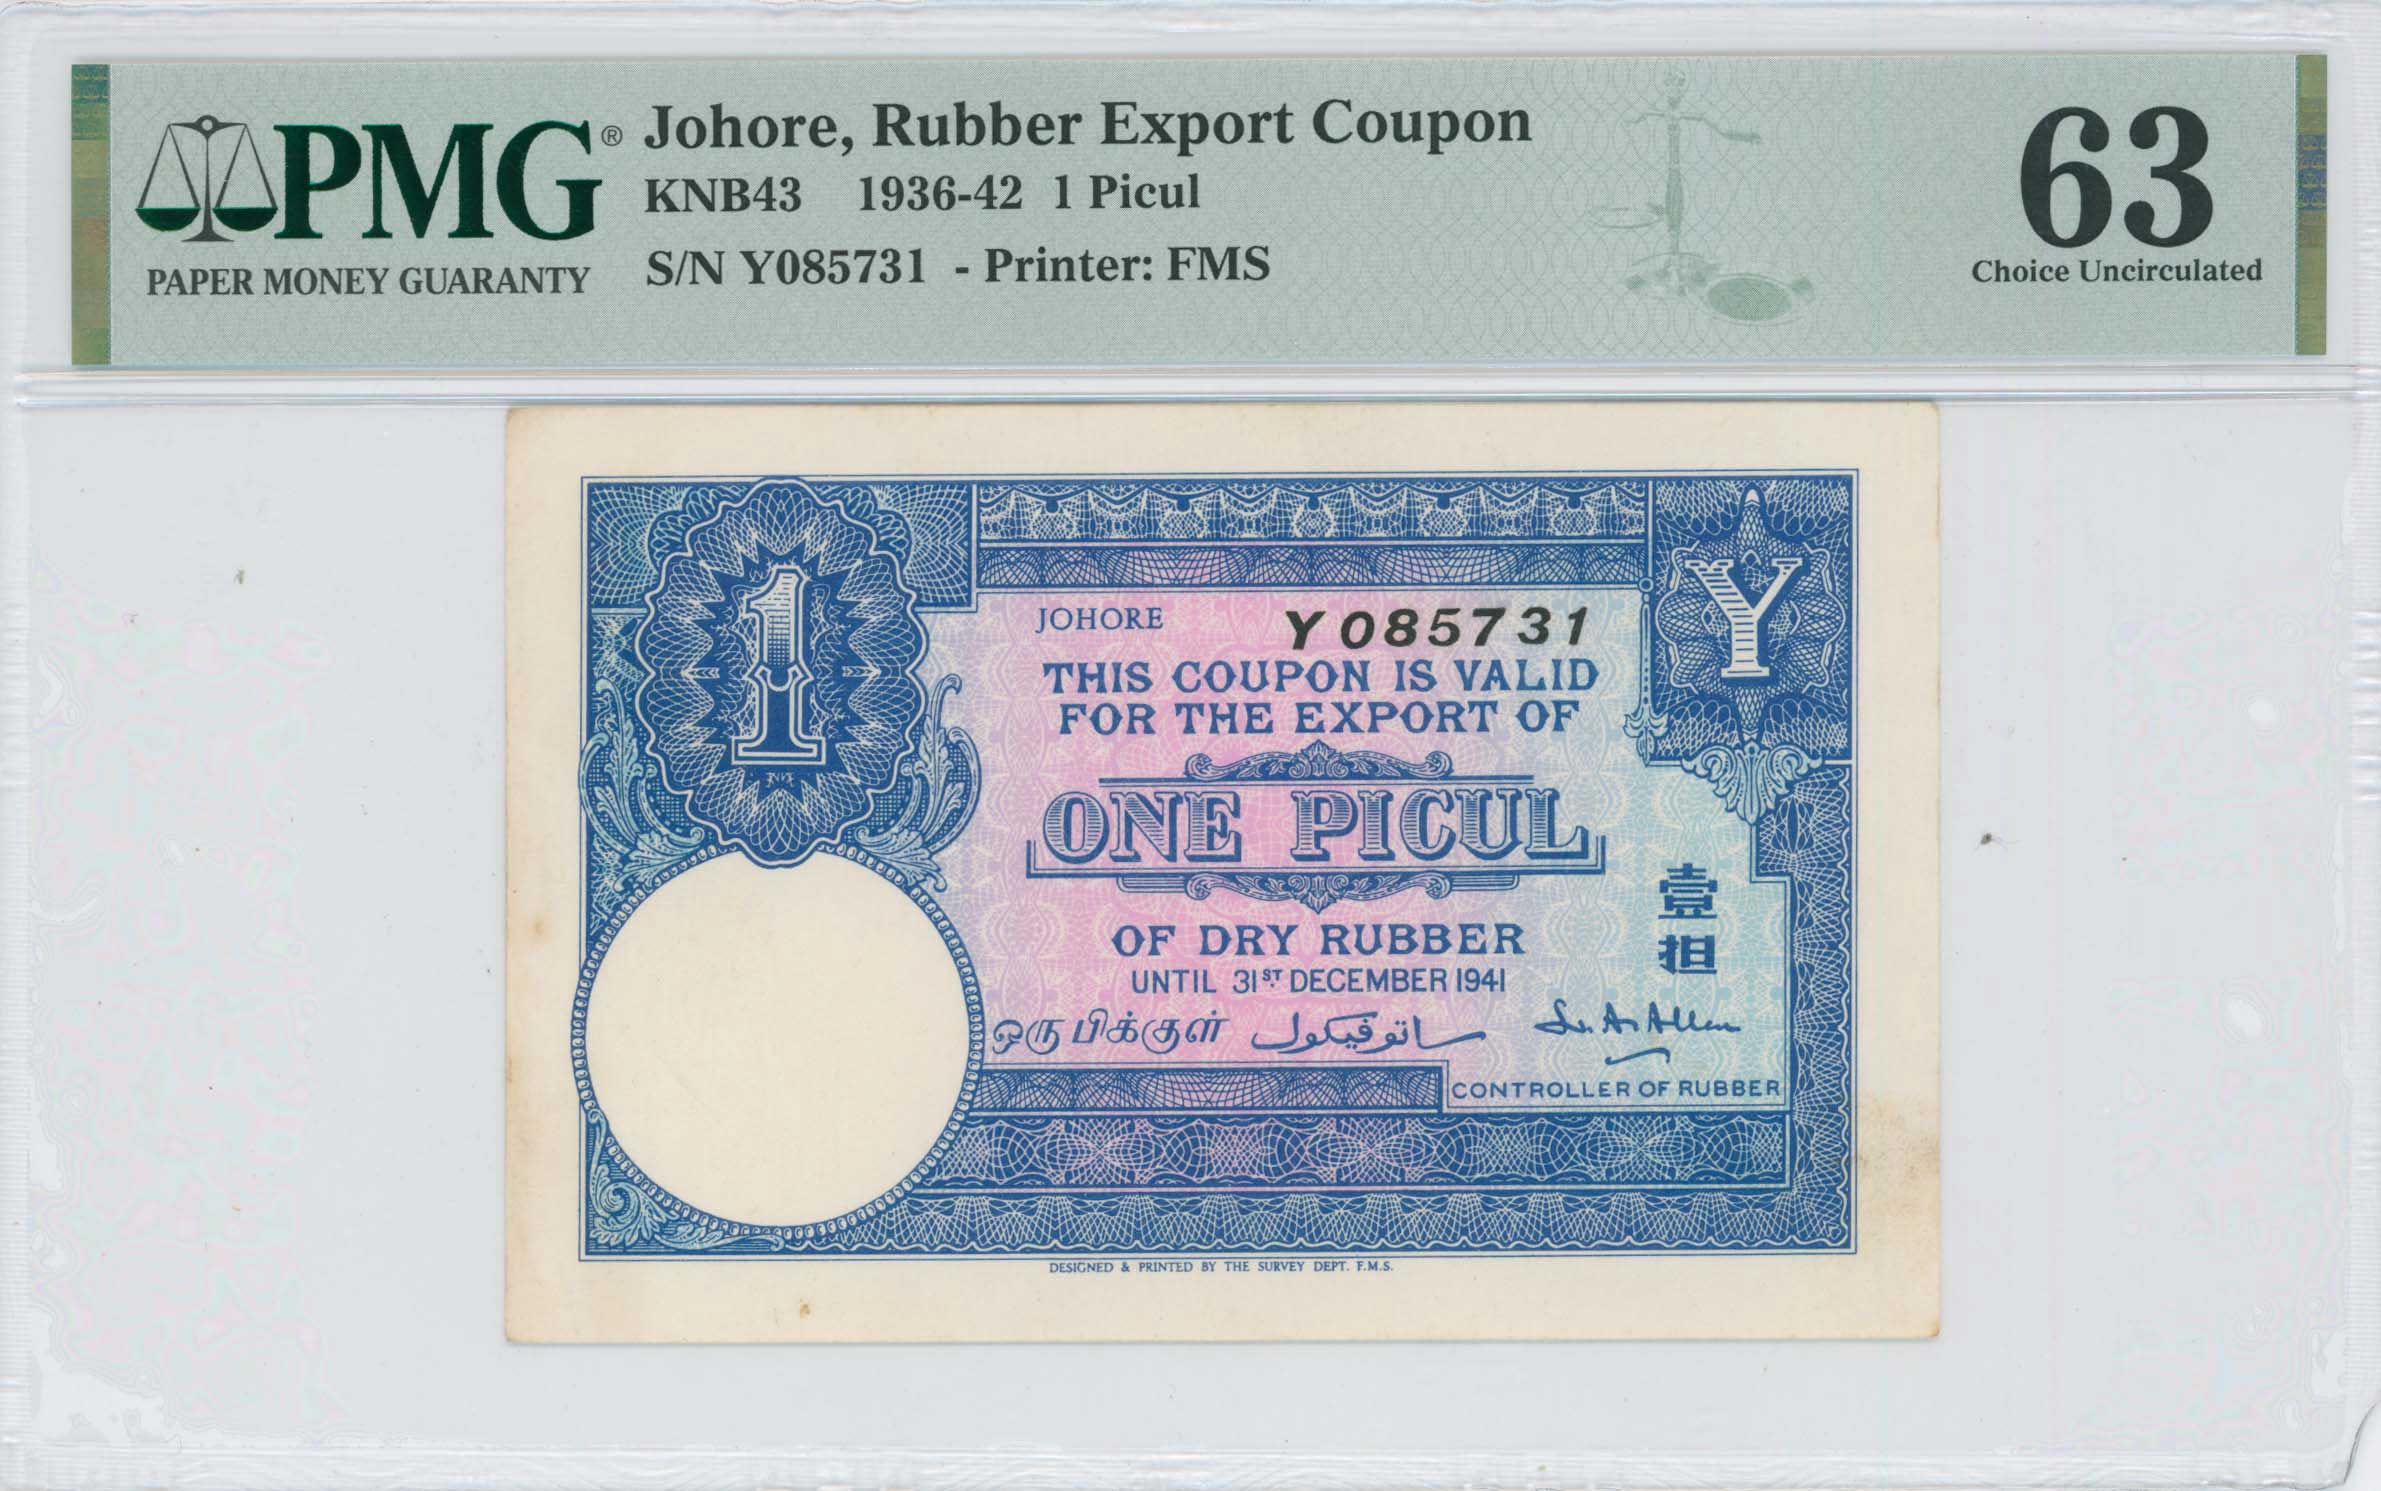 PMG®
PAPER MONEY GUARANTY
Johore, Rubber Export Coupon
KNB43 1936-42 1 Picul
S/N Y085731 - Printer: FMS
63
Choice Uncirculated
1
Y
JOHORE Y 085731
THIS COUPON IS VALID
FOR THE EXPORT OF
ONE PICUL
OF DRY RUBBER
UNTIL 31ST DECEMBER 1941
壹
担
ஒரு பிக்குள் ساتو ڤيكول
CONTROLLER OF RUBBER
DESIGNED & PRINTED BY THE SURVEY DEPT. F.M.S.